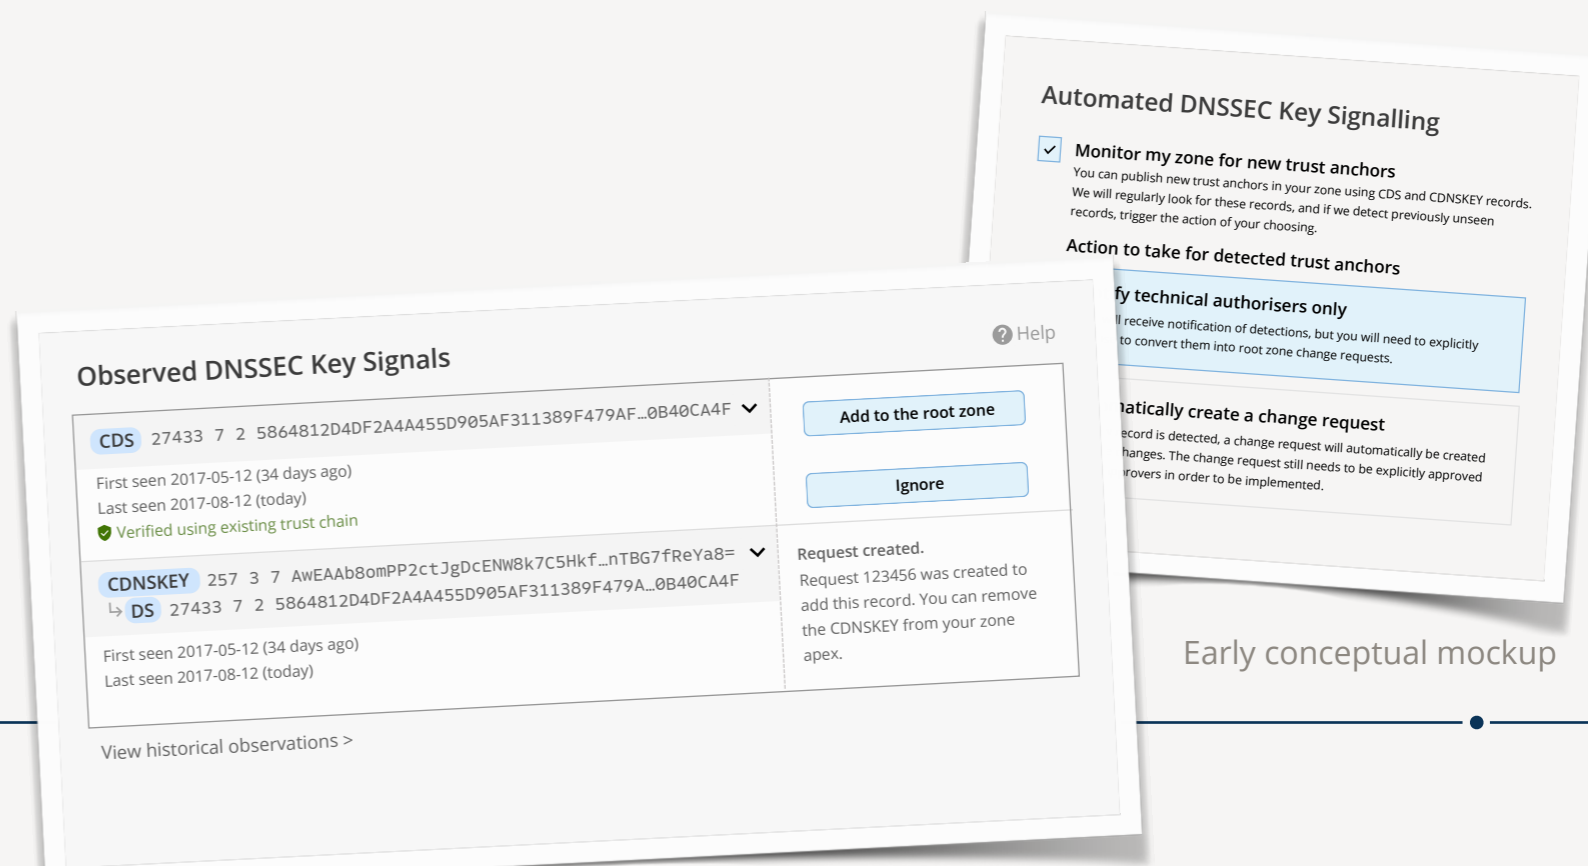 Automated DNSSEC Key Signalling
Monitor my zone for new trust anchors
You can publish new trust anchors in your zone using CDS and CDNSKEY records.
We will regularly look for these records, and if we detect previously unseen
records, trigger the action of your choosing.
Action to take for detected trust anchors
technical authorisers only
receive notification of detections, but you will need to explicitly
to convert them into root zone change requests.
create a change request
is detected, a change request will automatically be created
The change request still needs to be explicitly approved
in order to be implemented.
Observed DNSSEC Key Signals
Help
CDS 27433 7 2 5864812D4DF2A4A455D905AF311389F479AF…0B40CA4F
First seen 2017-05-12 (34 days ago)
Last seen 2017-08-12 (today)
Verified using existing trust chain
Add to the root zone
Ignore
CDNSKEY 257 3 7 AwEAAb8omPP2ctJgDcENW8k7C5Hkf…nTBG7fReYa8=
DS 27433 7 2 5864812D4DF2A4A455D905AF311389F479A…0B40CA4F
First seen 2017-05-12 (34 days ago)
Last seen 2017-08-12 (today)
Request created.
Request 123456 was created to
add this record. You can remove
the CDNSKEY from your zone
apex.
View historical observations >
Early conceptual mockup